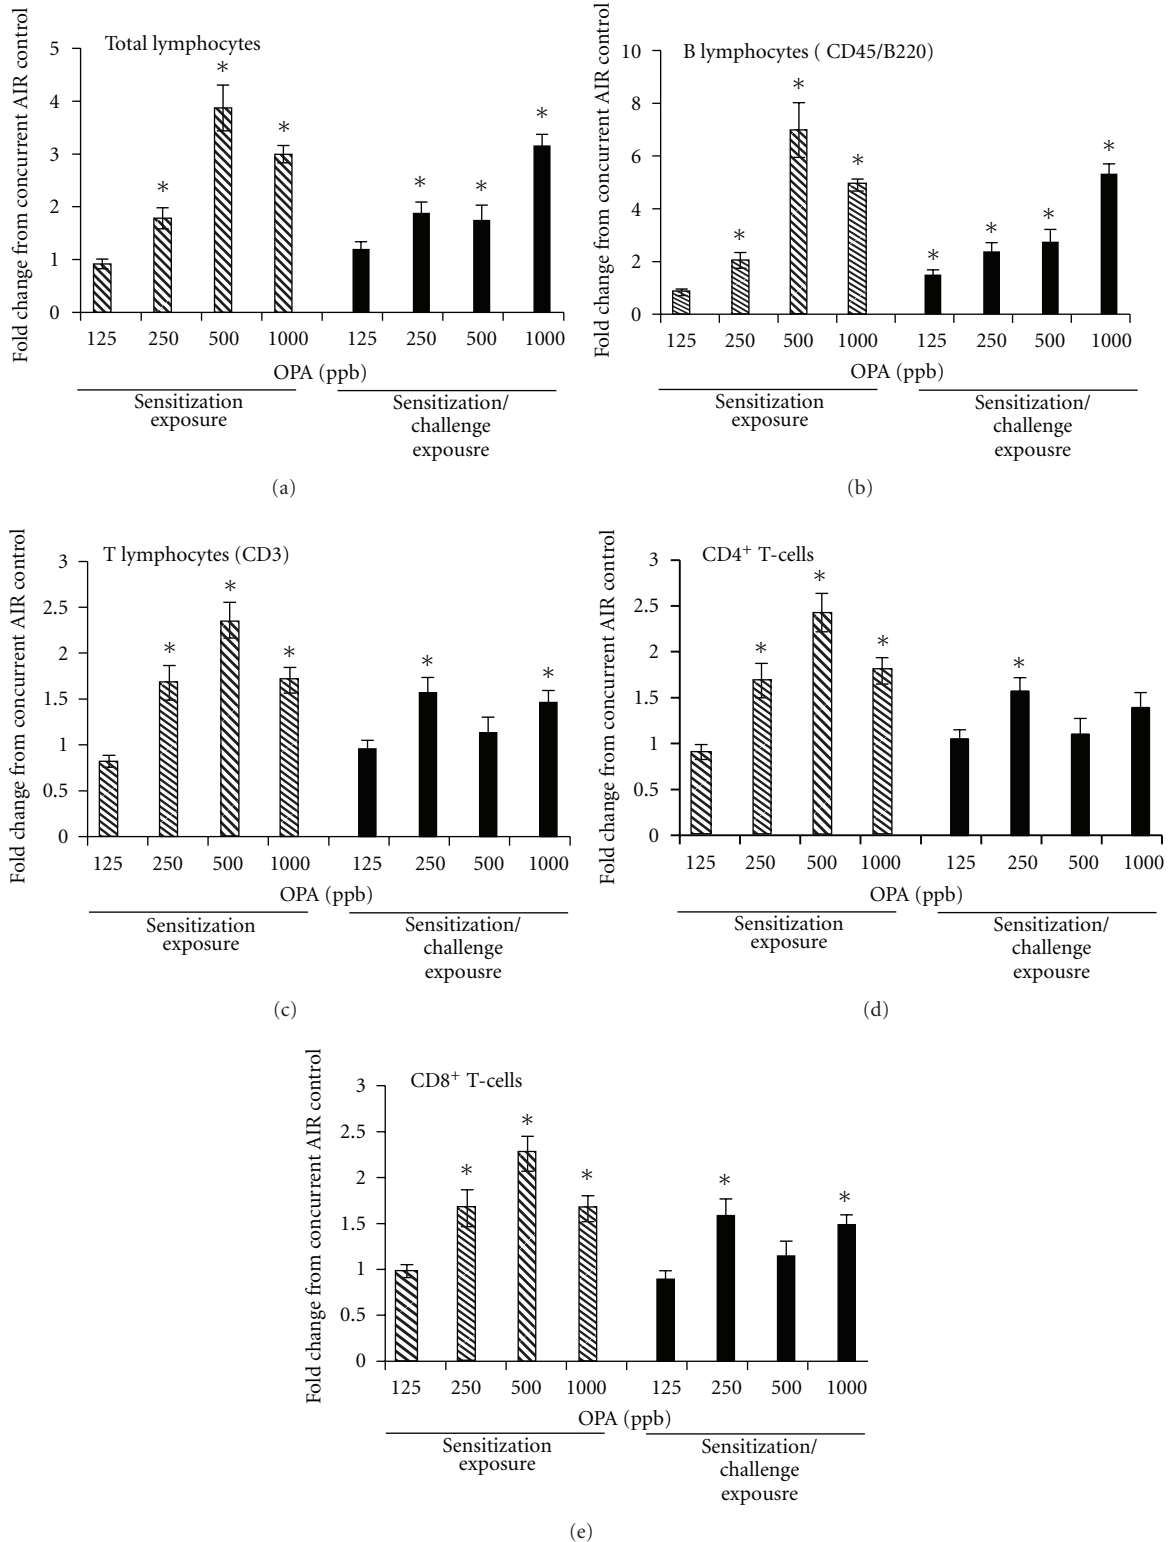 Fold change from concurrent AIR control
Total lymphocytes
5
4
3
2
1
0
* * * * * *
125 250 500 1000 125 250 500 1000
OPA (ppb)
Sensitization
exposure
Sensitization/
challenge
expousre
(a)
Fold change from concurrent AIR control
B lymphocytes ( CD45/B220)
10
8
6
4
2
0
* * * * * * *
125 250 500 1000 125 250 500 1000
OPA (ppb)
Sensitization
exposure
Sensitization/
challenge
expousre
(b)
Fold change from concurrent AIR control
T lymphocytes (CD3)
3
2.5
2
1.5
1
0.5
0
* * * * *
125 250 500 1000 125 250 500 1000
OPA (ppb)
Sensitization
exposure
Sensitization/
challenge
expousre
(c)
Fold change from concurrent AIR control
CD4⁺ T-cells
3
2.5
2
1.5
1
0.5
0
* * * *
125 250 500 1000 125 250 500 1000
OPA (ppb)
Sensitization
exposure
Sensitization/
challenge
expousre
(d)
Fold change from concurrent AIR control
CD8⁺ T-cells
3
2.5
2
1.5
1
0.5
0
* * * * *
125 250 500 1000 125 250 500 1000
OPA (ppb)
Sensitization
exposure
Sensitization/
challenge
expousre
(e)